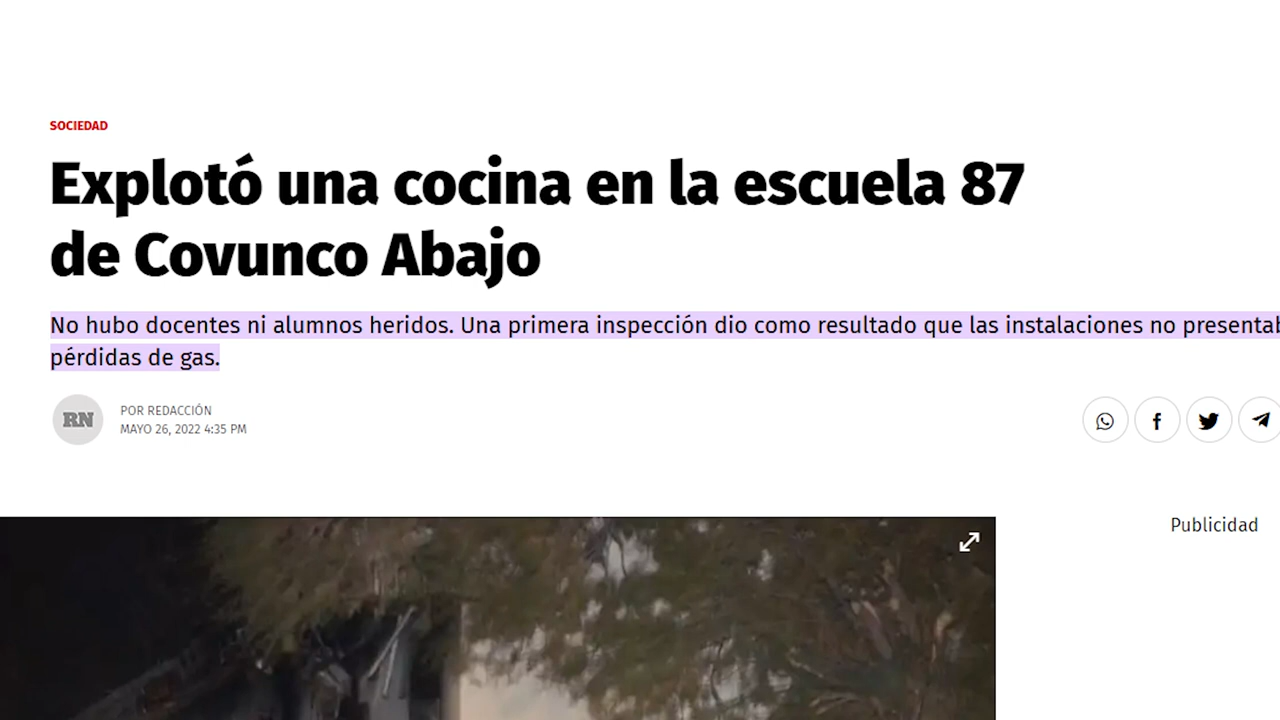 SOCIEDAD
Explotó una cocina en la escuela 87
de Covunco Abajo
No hubo docentes ni alumnos heridos. Una primera inspección dio como resultado que las instalaciones no
pérdidas de gas.
RN
POR REDACCIÓN
MAYO 26, 2022 4:35 PM
Publicidad